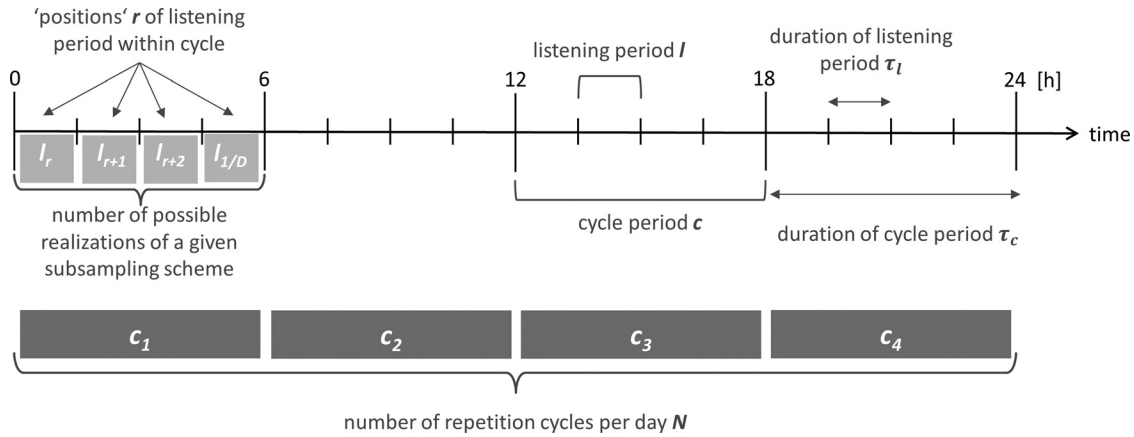 ‘positions‘ r of listening
period within cycle
listening period l
duration of listening
period τl
0
6
12
18
24
[h]
time
lr
lr+1
lr+2
l1/D
number of possible
realizations of a given
subsampling scheme
cycle period c
duration of cycle period τc
c1
c2
c3
c4
number of repetition cycles per day N